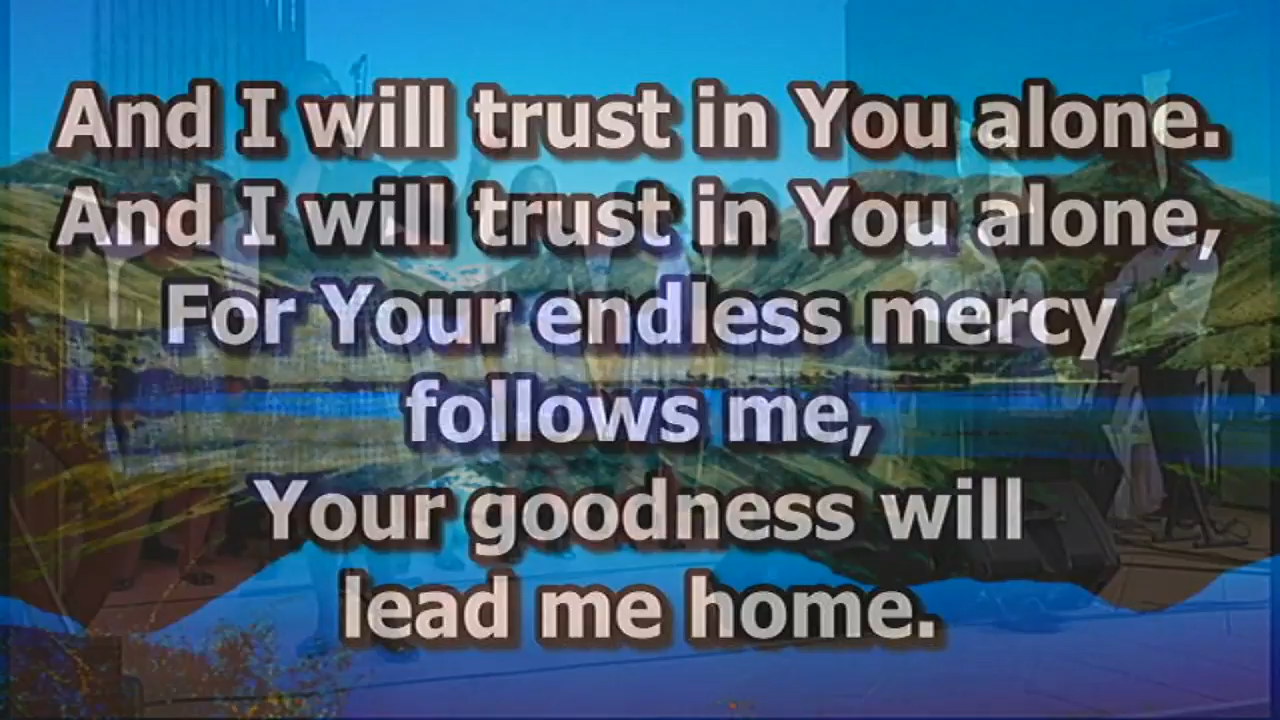 And I will trust in You alone.
And I will trust in You alone,
For Your endless mercy
follows me,
Your goodness will
lead me home.